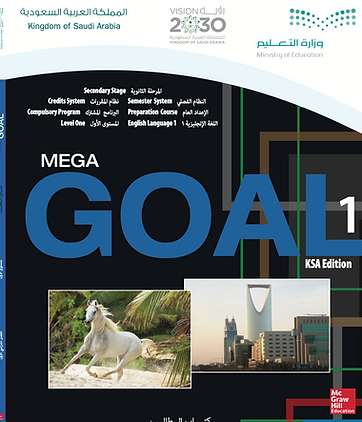 المملكة العربية السعودية
Kingdom of Saudi Arabia
VISION رؤيـــة
2030
المملكة العربية السعودية
KINGDOM OF SAUDI ARABIA
وزارة التعـــليم
Ministry of Education
Secondary Stage المرحلة الثانوية
Credits System نظام المقررات Semester System النظام الفصلي
Compulsory Program البرنامج المشترك Preparation Course الإعداد العام
Level One المستوى الأول English Language 1 اللغة الإنجليزية ١
MEGA
GOAL 1
KSA Edition
GOAL
Mc
Graw
Hill
Education